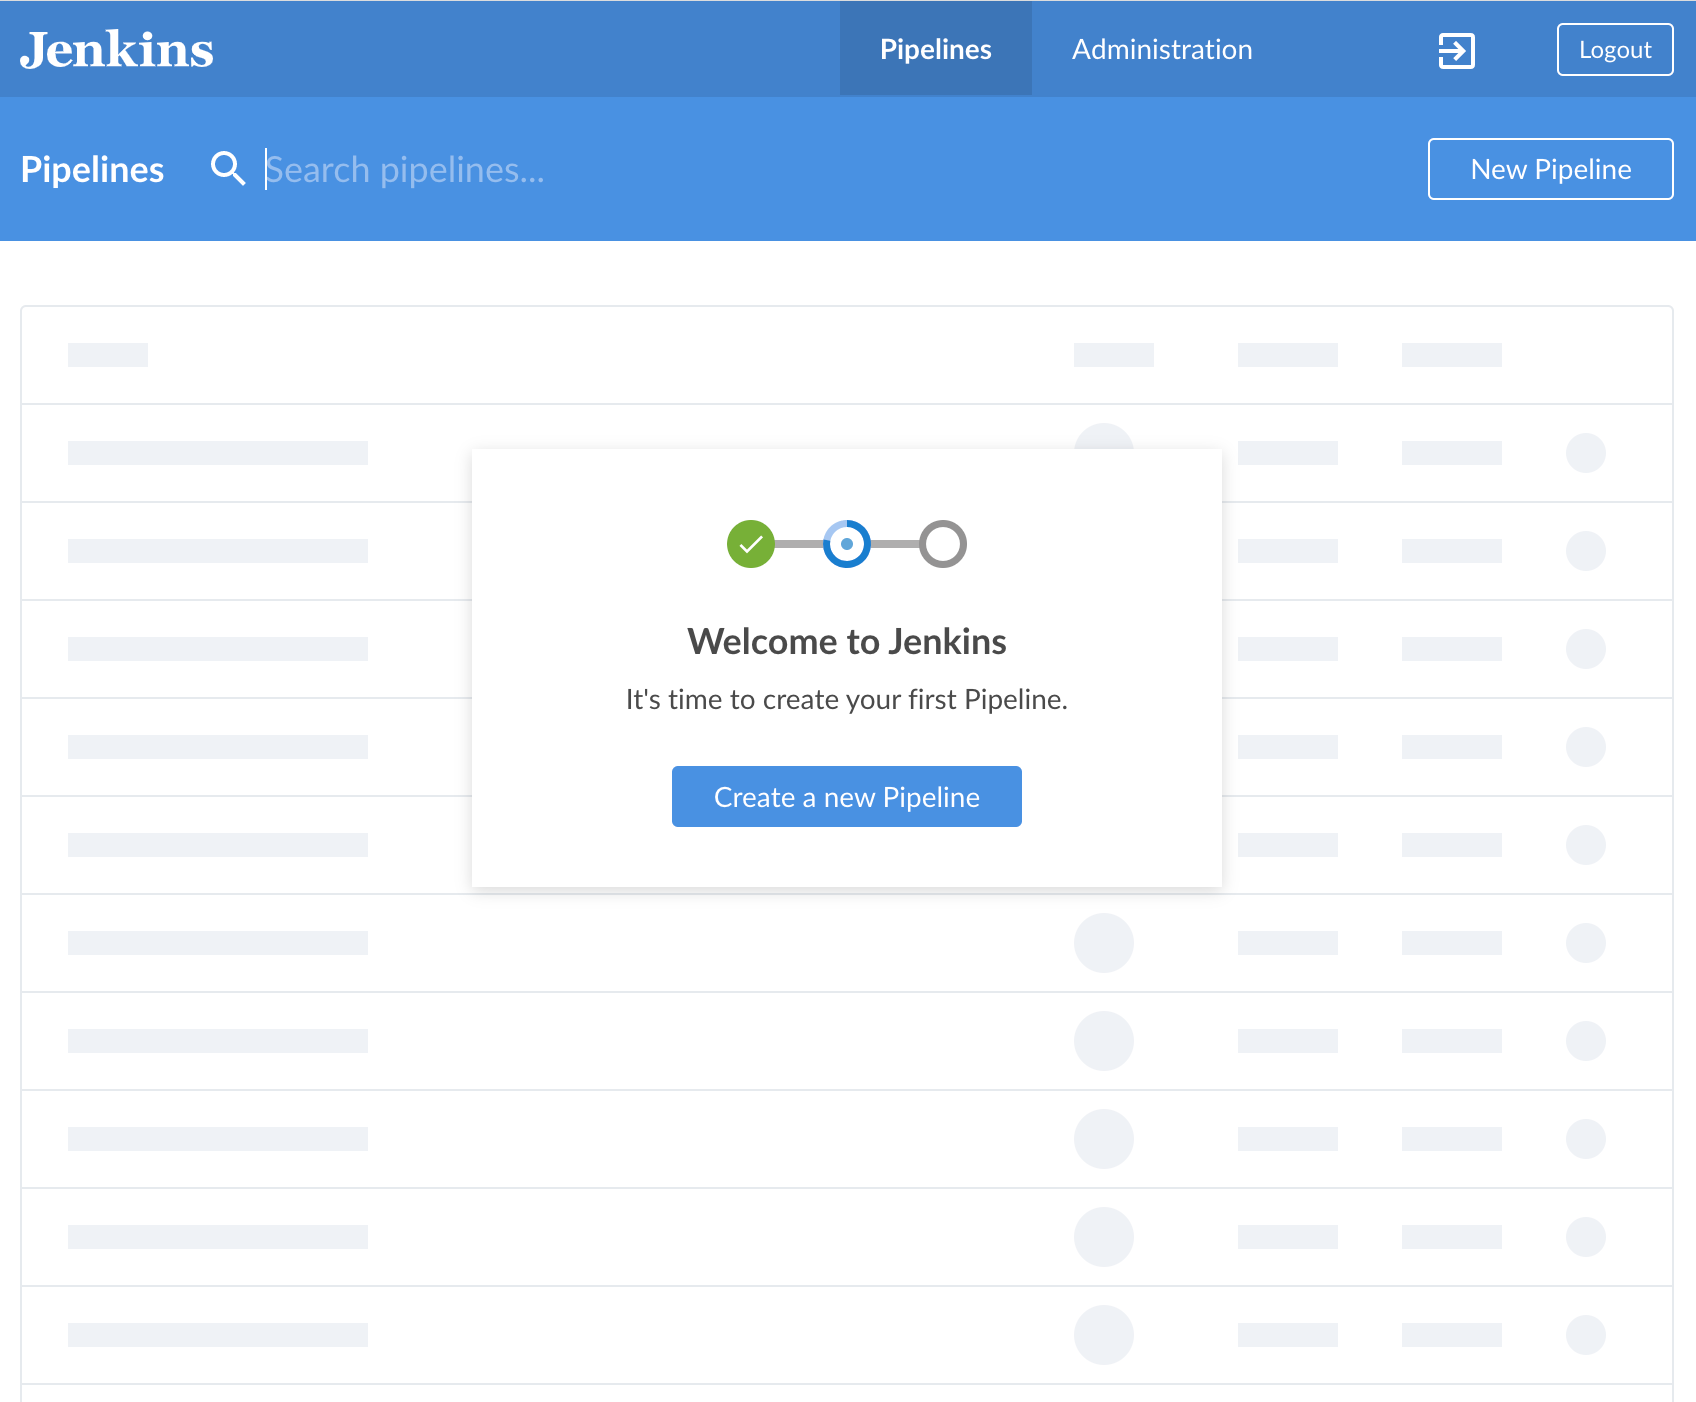 Jenkins
Pipelines
Administration
Logout
Pipelines
Search pipelines...
New Pipeline
Welcome to Jenkins
It's time to create your first Pipeline.
Create a new Pipeline